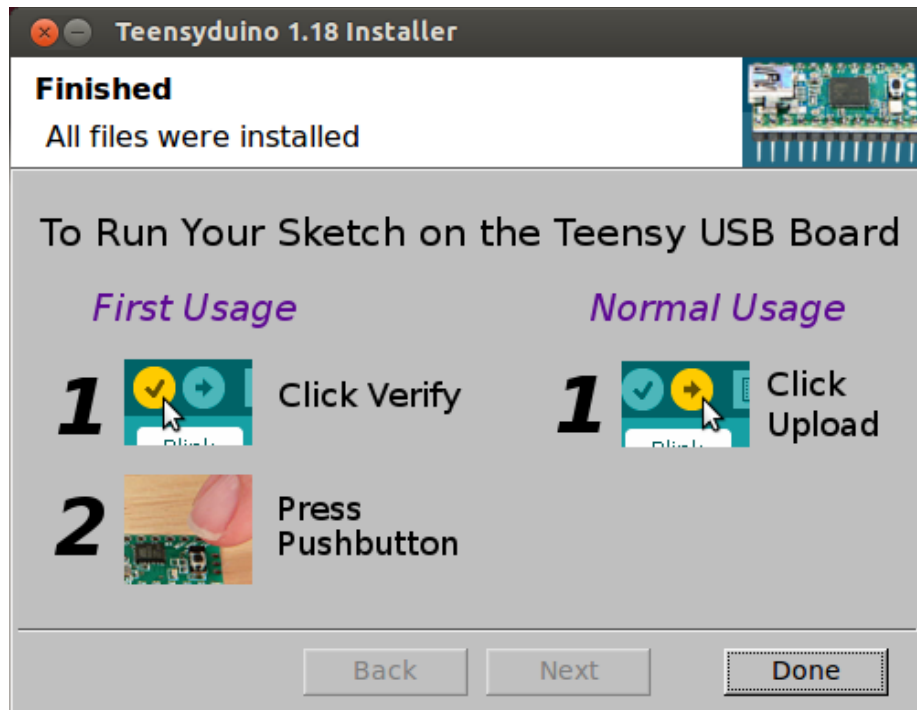 Teensyduino 1.18 Installer
Finished
All files were installed
To Run Your Sketch on the Teensy USB Board
First Usage
1
Click Verify
2
Press
Pushbutton
Normal Usage
1
Click
Upload
Back
Next
Done